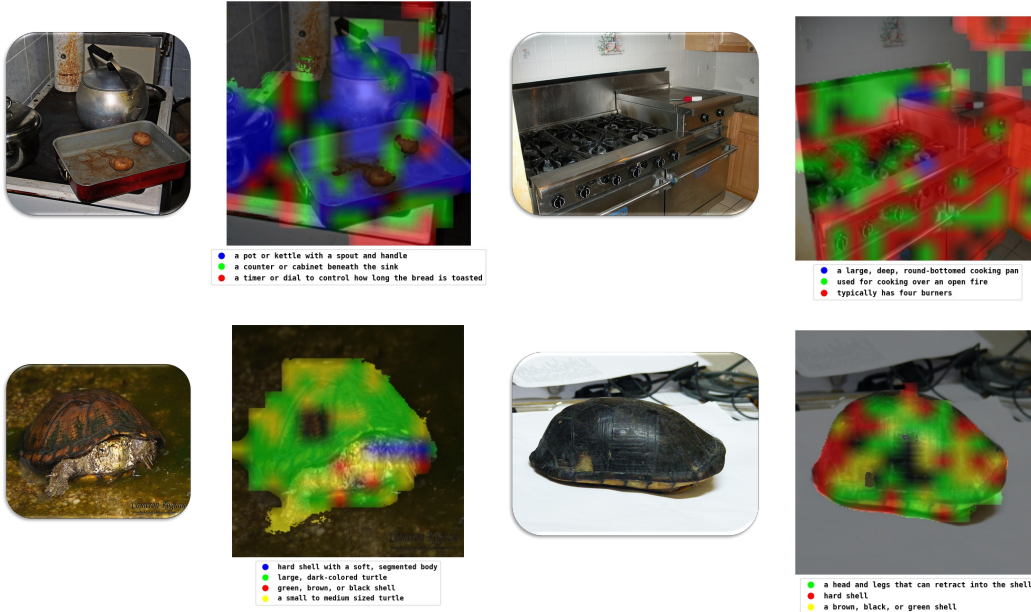 a pot or kettle with a spout and handle
a counter or cabinet beneath the sink
a timer or dial to control how long the bread is toasted
a large, deep, round-bottomed cooking pan
used for cooking over an open fire
typically has four burners
hard shell with a soft, segmented body
large, dark-colored turtle
green, brown, or black shell
a small to medium sized turtle
a head and legs that can retract into the shell
hard shell
a brown, black, or green shell